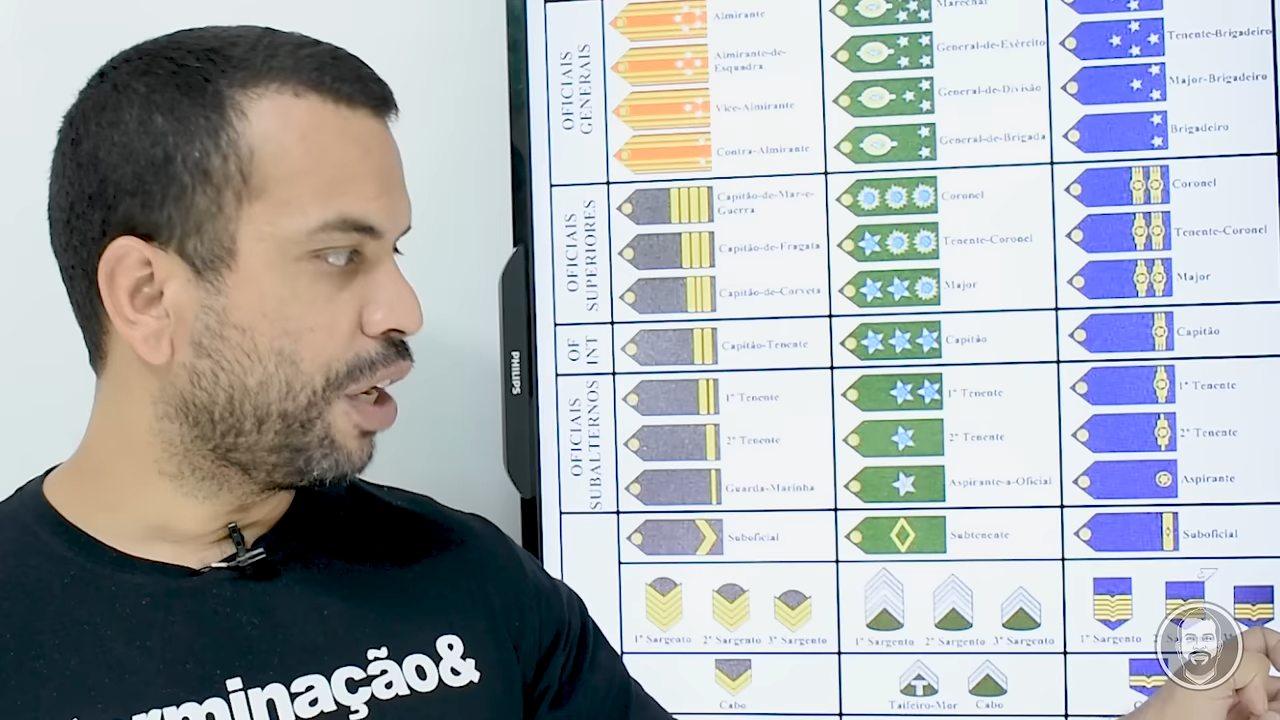 OFICIAIS
GENERAIS
Almirante
Almirante-de-
Esquadra
Vice-Almirante
Contra-Almirante
Marechal
General-de-Exército
General-de-Divisão
General-de-Brigada
Tenente-Brigadeiro
Major-Brigadeiro
Brigadeiro
OFICIAIS
SUPERIORES
Capitão-de-Mar-e-
Guerra
Capitão-de-Fragata
Capitão-de-Corveta
Coronel
Tenente-Coronel
Major
Coronel
Tenente-Coronel
Major
OF
INT
Capitão-Tenente
Capitão
Capitão
OFICIAIS
SUBALTERNOS
1º Tenente
2º Tenente
Guarda-Marinha
1º Tenente
2º Tenente
Aspirante-a-Oficial
1º Tenente
2º Tenente
Aspirante
Suboficial
Subtenente
Suboficial
1º Sargento 2º Sargento 3º Sargento
1º Sargento 2º Sargento 3º Sargento
1º Sargento
Cabo
Taifeiro-Mor Cabo
PHILIPS
minação&